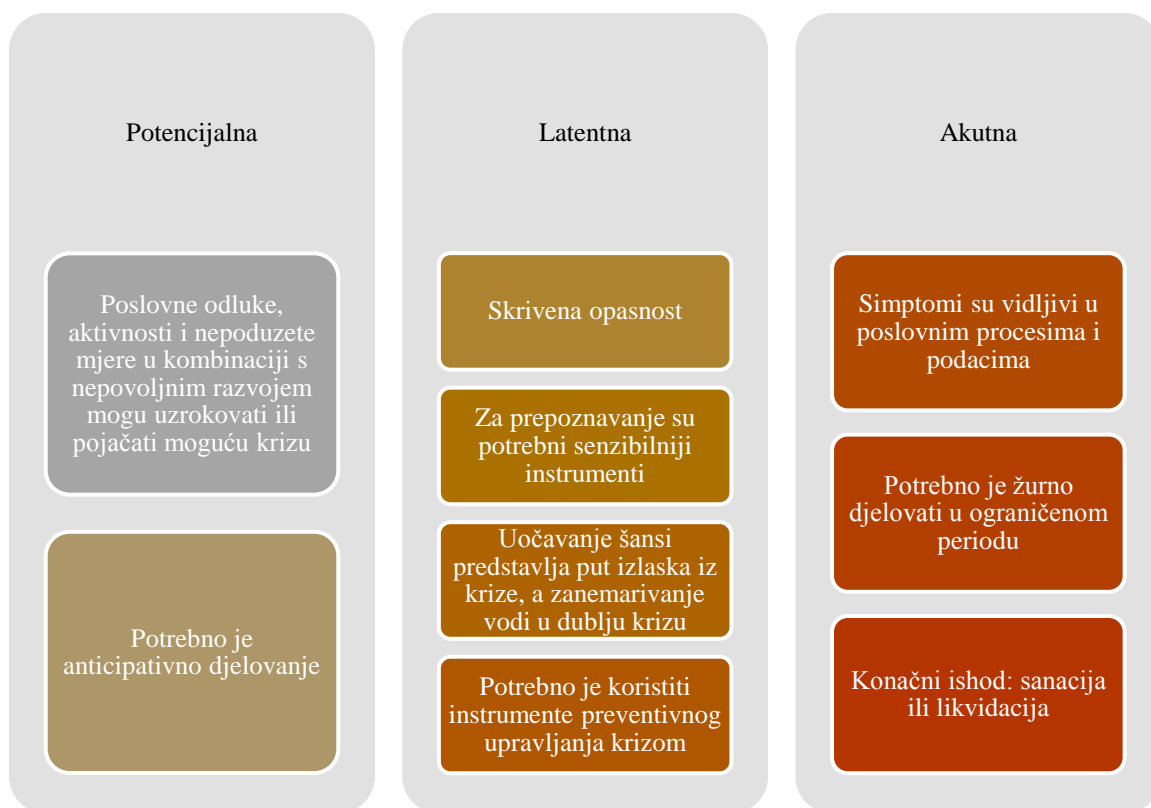 Potencijalna
Poslovne odluke,
aktivnosti i nepoduzete
mjere u kombinaciji s
nepovoljnim razvojem
mogu uzrokovati ili
pojačati moguću krizu
Potrebno je
anticipativno djelovanje
Latentna
Skrivena opasnost
Za prepoznavanje su
potrebni senzibilniji
instrumenti
Uočavanje šansi
predstavlja put izlaska iz
krize, a zanemarivanje
vodi u dublju krizu
Potrebno je koristiti
instrumente preventivnog
upravljanja krizom
Akutna
Simptomi su vidljivi u
poslovnim procesima i
podacima
Potrebno je žurno
djelovati u ograničenom
periodu
Konačni ishod: sanacija
ili likvidacija